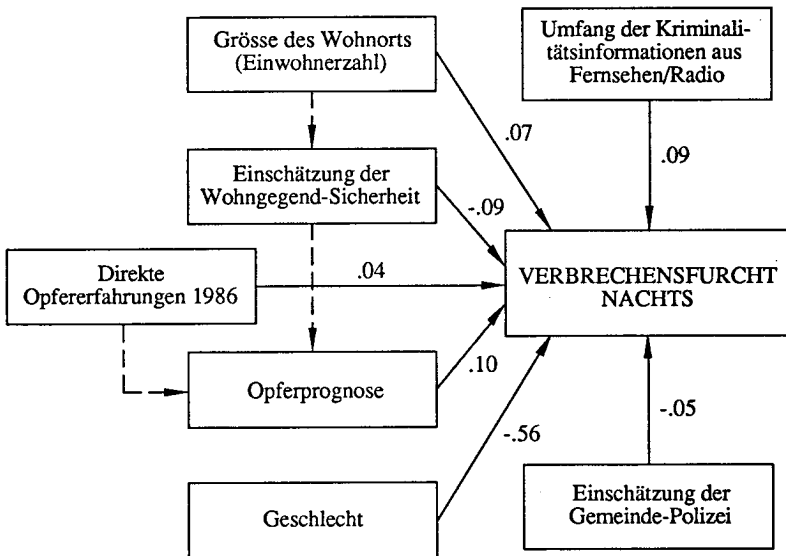 Grösse des Wohnorts
(Einwohnerzahl)
Umfang der Kriminali-
tätsinformationen aus
Fernsehen/Radio
.07
.09
Einschätzung der
Wohngegend-Sicherheit
-.09
Direkte
Opfererfahrungen 1986
.04
VERBRECHENSFURCHT
NACHTS
Opferprognose
.10
-.56
-.05
Geschlecht
Einschätzung der
Gemeinde-Polizei